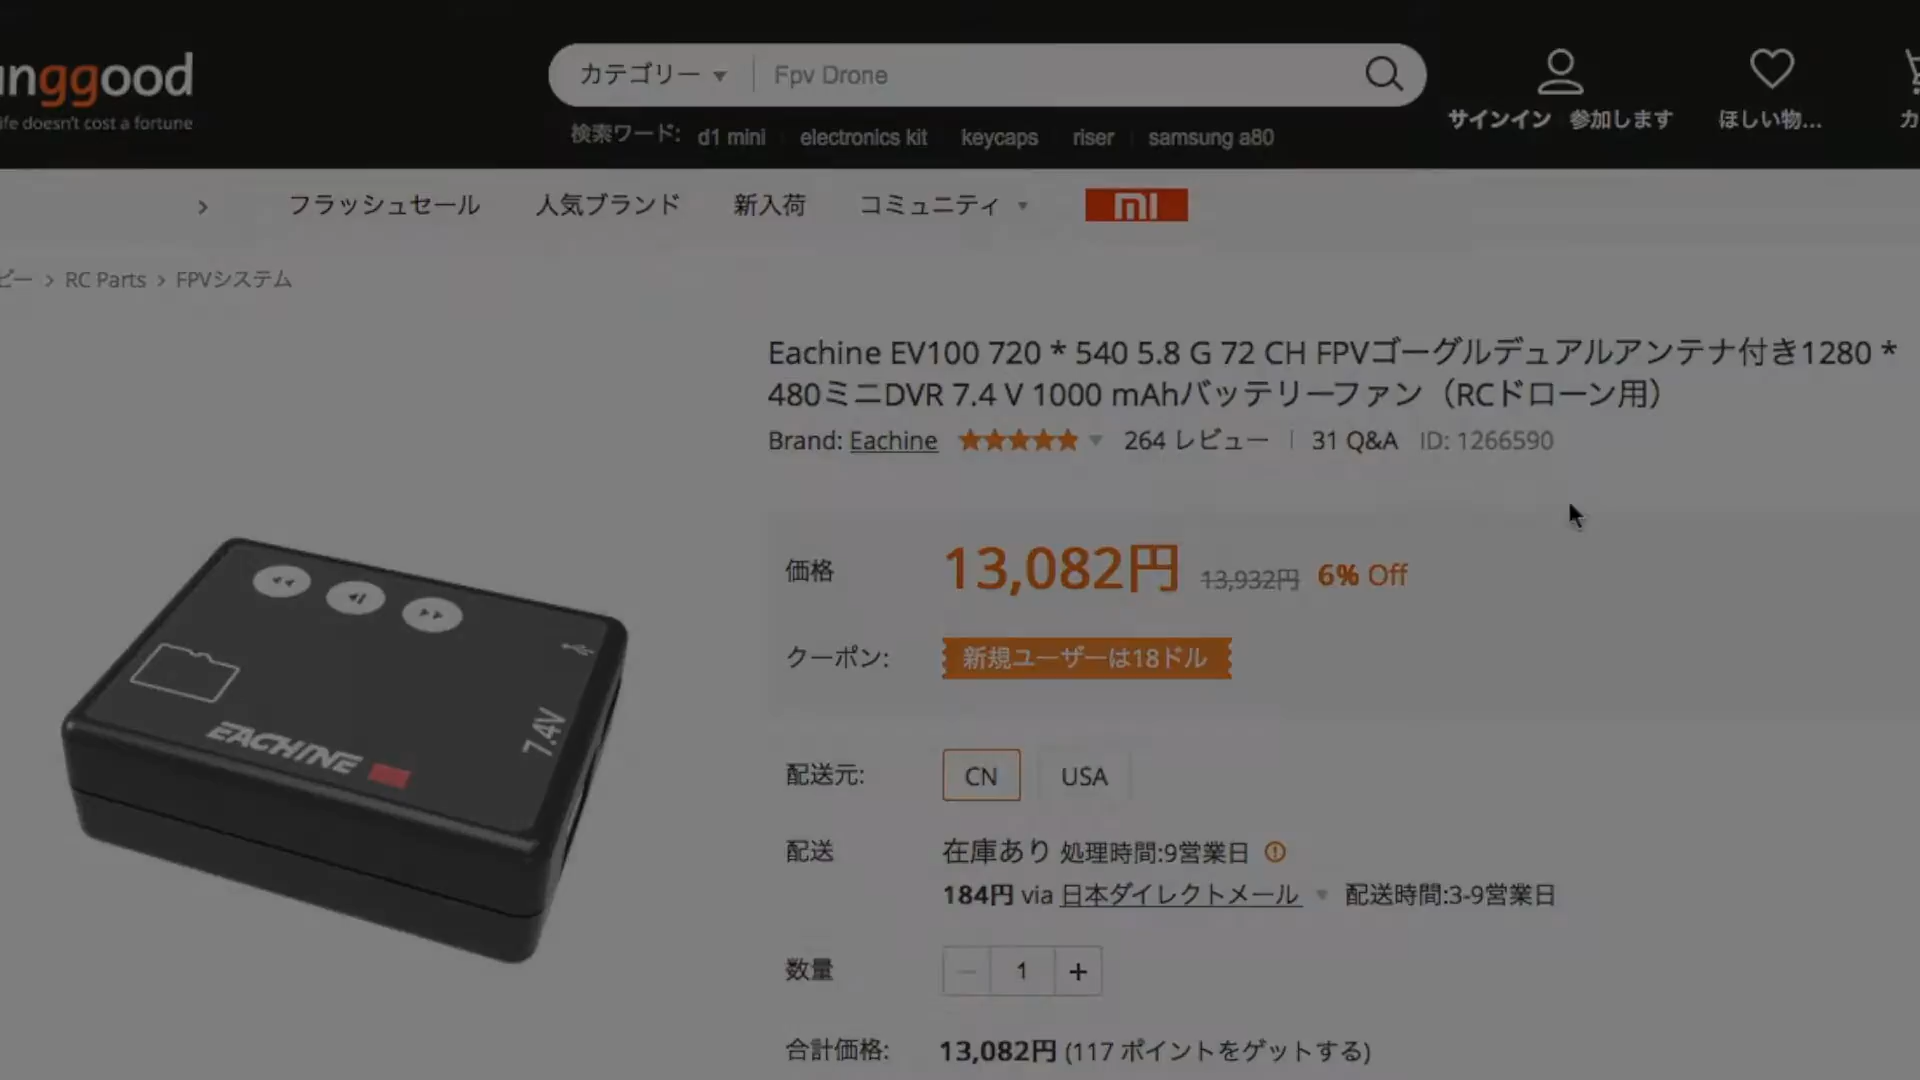 nggood
ife doesn't cost a fortune
カテゴリー Fpv Drone
検索ワード: d1 mini electronics kit keycaps riser samsung a80
サインイン 参加します ほしい物... カ
フラッシュセール 人気ブランド 新入荷 コミュニティ mi
ビー > RC Parts > FPVシステム
Eachine EV100 720 * 540 5.8 G 72 CH FPVゴーグルデュアルアンテナ付き1280 *
480ミニDVR 7.4 V 1000 mAhバッテリーファン（RCドローン用）
Brand: Eachine 264 レビュー 31 Q&A ID: 1266590
価格 13,082円 13,932円 6% Off
クーポン: 新規ユーザーは18ドル
EACHINE
7.4V
配送元: CN USA
配送 在庫あり 処理時間:9営業日
184円 via 日本ダイレクトメール 配送時間:3-9営業日
数量 − 1 +
合計価格: 13,082円 (117 ポイントをゲットする)